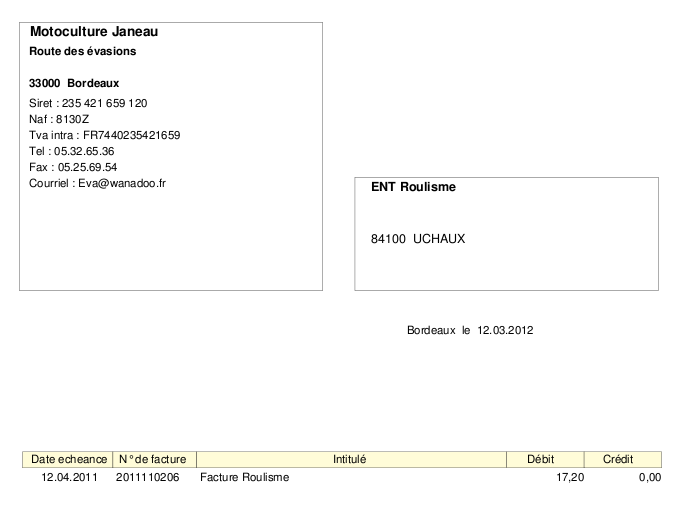 Motoculture Janeau
Route des évasions
33000 Bordeaux
Siret : 235 421 659 120
Naf : 8130Z
Tva intra : FR7440235421659
Tel : 05.32.65.36
Fax : 05.25.69.54
Courriel : Eva@wanadoo.fr
ENT Roulisme
84100 UCHAUX
Bordeaux le 12.03.2012
Date echeance N° de facture Intitulé Débit Crédit
12.04.2011 2011110206 Facture Roulisme 17,20 0,00